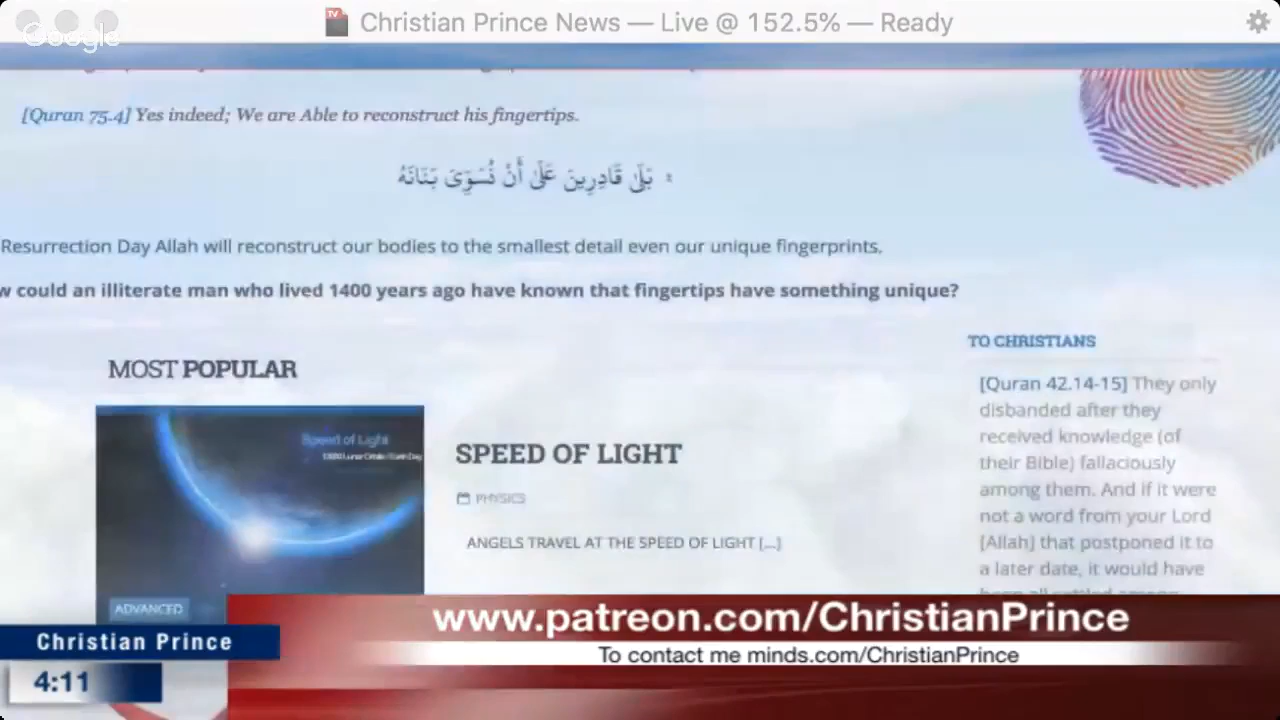 Christian Prince News — Live @ 152.5% — Ready
Google
[Quran 75.4] Yes indeed; We are Able to reconstruct his fingertips.
بَلَىٰ قَادِرِينَ عَلَىٰ أَنْ نُسَوِّيَ بَنَانَهُ
Resurrection Day Allah will reconstruct our bodies to the smallest detail even our unique fingerprints.
w could an illiterate man who lived 1400 years ago have known that fingertips have something unique?
TO CHRISTIANS
[Quran 42.14-15] They only
disbanded after they
received knowledge (of
their Bible) fallaciously
among them. And if it were
not a word from your Lord
[Allah] that postponed it to
a later date, it would have
MOST POPULAR
Speed of Light
SPEED OF LIGHT
PHYSICS
ANGELS TRAVEL AT THE SPEED OF LIGHT [...]
ADVANCED
www.patreon.com/ChristianPrince
Christian Prince
To contact me minds.com/ChristianPrince
4:11